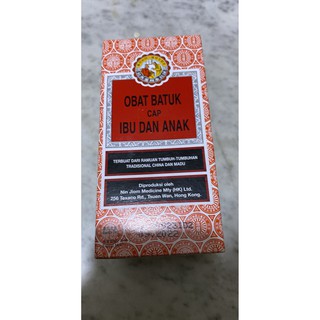 OBAT BATUK
CAP
IBU DAN ANAK
TERBUAT DARI RAMUAN TUMBUH-TUMBUHAN
TRADISIONAL CHINA DAN MADU
Diproduksi oleh
Nin Jiom Medicine Mfy (HK) Ltd.
206 Texaco Rd., Tsuen Wan, Hong Kong.